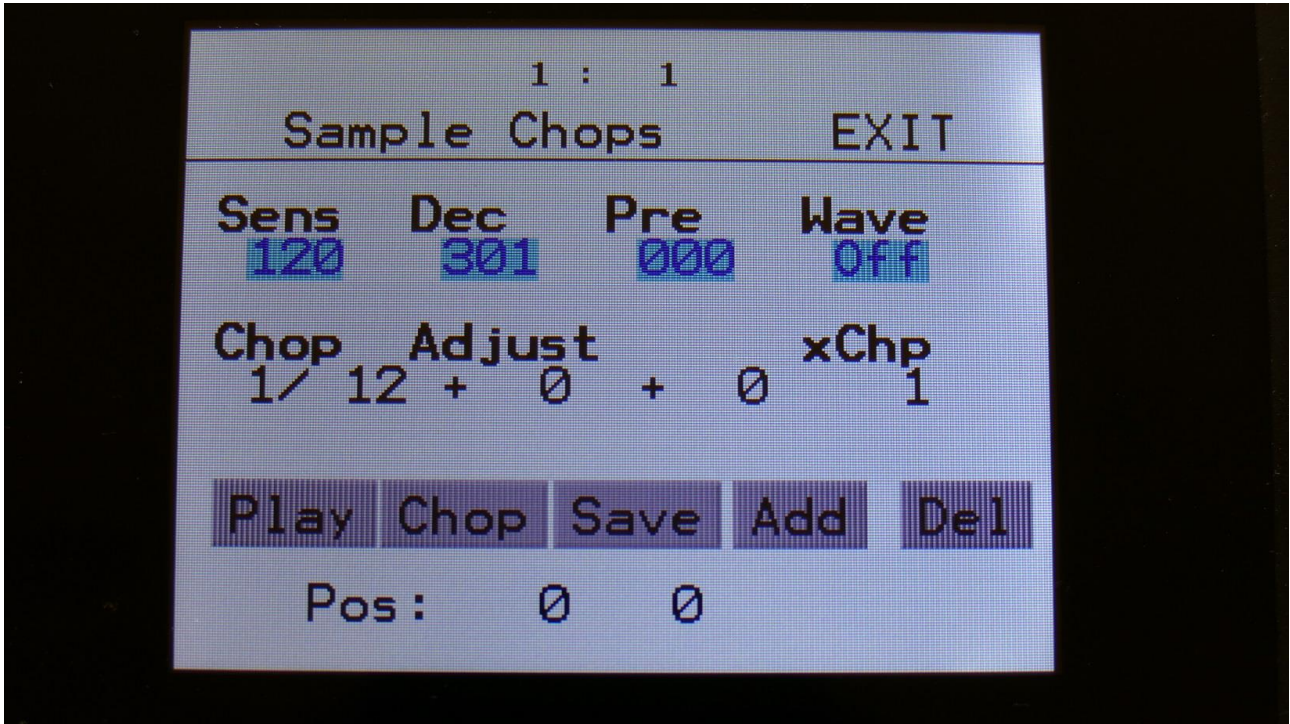 1 : 1
Sample Chops EXIT
Sens Dec Pre Wave
120 301 000 Off
Chop Adjust xChp
1/ 12 + 0 + 0 1
Play Chop Save Add Del
Pos: 0 0